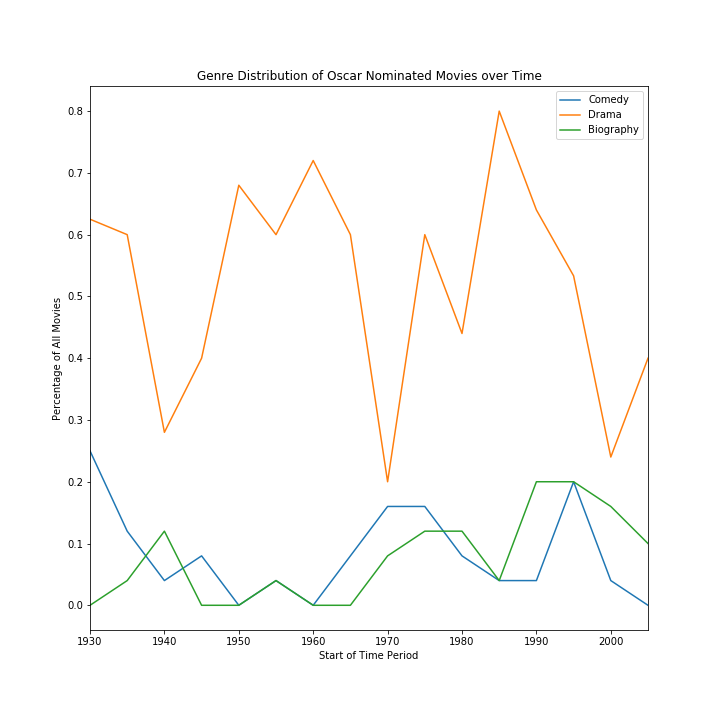 Genre Distribution of Oscar Nominated Movies over Time
Comedy
Drama
Biography
Percentage of All Movies
0.8
0.7
0.6
0.5
0.4
0.3
0.2
0.1
0.0
1930 1940 1950 1960 1970 1980 1990 2000
Start of Time Period